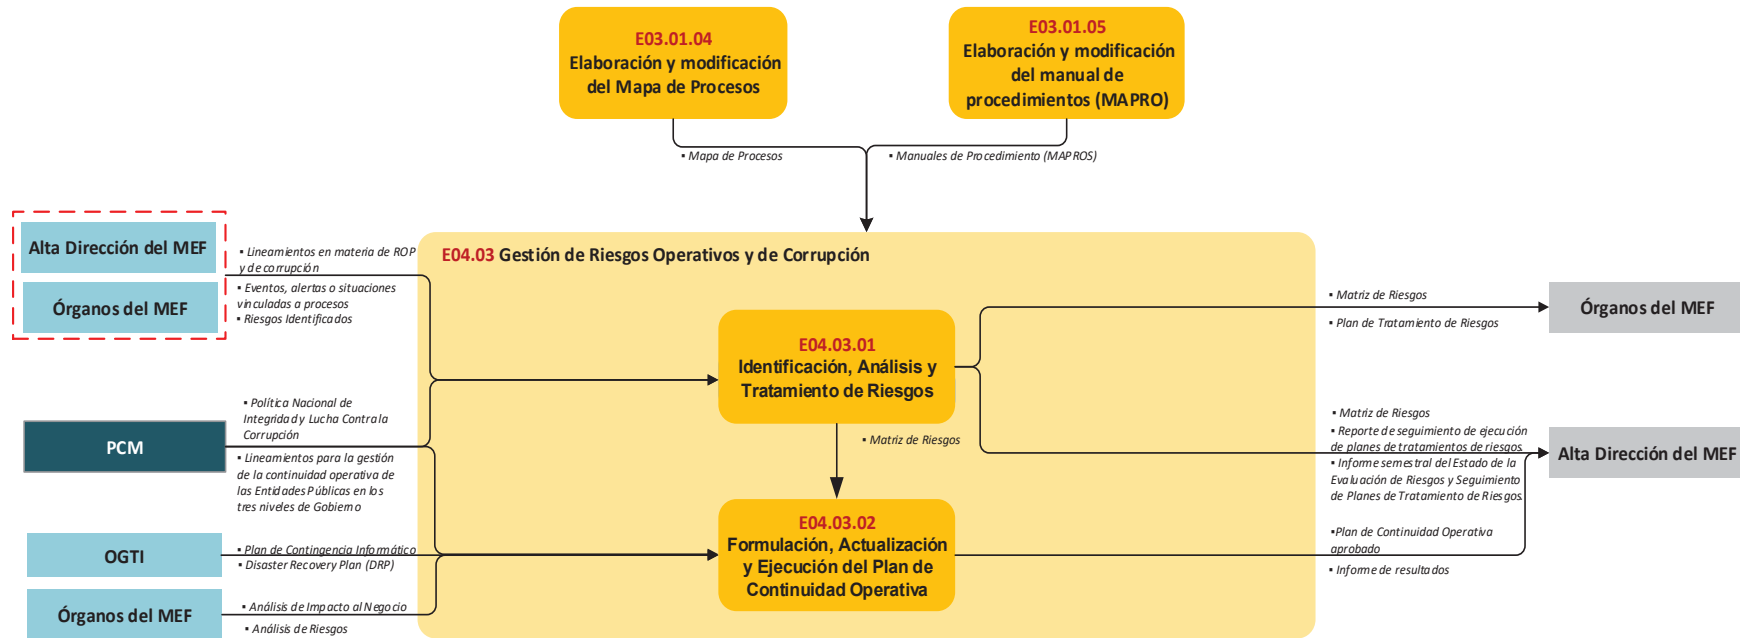 E03.01.04
Elaboración y modificación
del Mapa de Procesos
E03.01.05
Elaboración y modificación
del manual de
procedimientos (MAPRO)
▪ Mapa de Procesos
▪ Manuales de Procedimiento (MAPROS)
Alta Dirección del MEF
Órganos del MEF
▪ Lineamientos en materia de ROP
y de corrupción
▪ Eventos, alertas o situaciones
vinculadas a procesos
▪ Riesgos Identificados
E04.03 Gestión de Riesgos Operativos y de Corrupción
E04.03.01
Identificación, Análisis y
Tratamiento de Riesgos
▪ Matriz de Riesgos
▪ Plan de Tratamiento de Riesgos
Órganos del MEF
PCM
▪ Política Nacional de
Integridad y Lucha Contra la
Corrupción
▪ Lineamientos para la gestión
de la continuidad operativa de
las Entidades Públicas en los
tres niveles de Gobierno
▪ Matriz de Riesgos
▪ Matriz de Riesgos
▪ Reporte de seguimiento de ejecución
de planes de tratamientos de riesgos.
▪ Informe semestral del Estado de la
Evaluación de Riesgos y Seguimiento
de Planes de Tratamiento de Riesgos.
Alta Dirección del MEF
OGTI
▪ Plan de Contingencia Informático
▪ Disaster Recovery Plan (DRP)
E04.03.02
Formulación, Actualización
y Ejecución del Plan de
Continuidad Operativa
▪Plan de Continuidad Operativa
aprobado
▪ Informe de resultados
Órganos del MEF
▪ Análisis de Impacto al Negocio
▪ Análisis de Riesgos